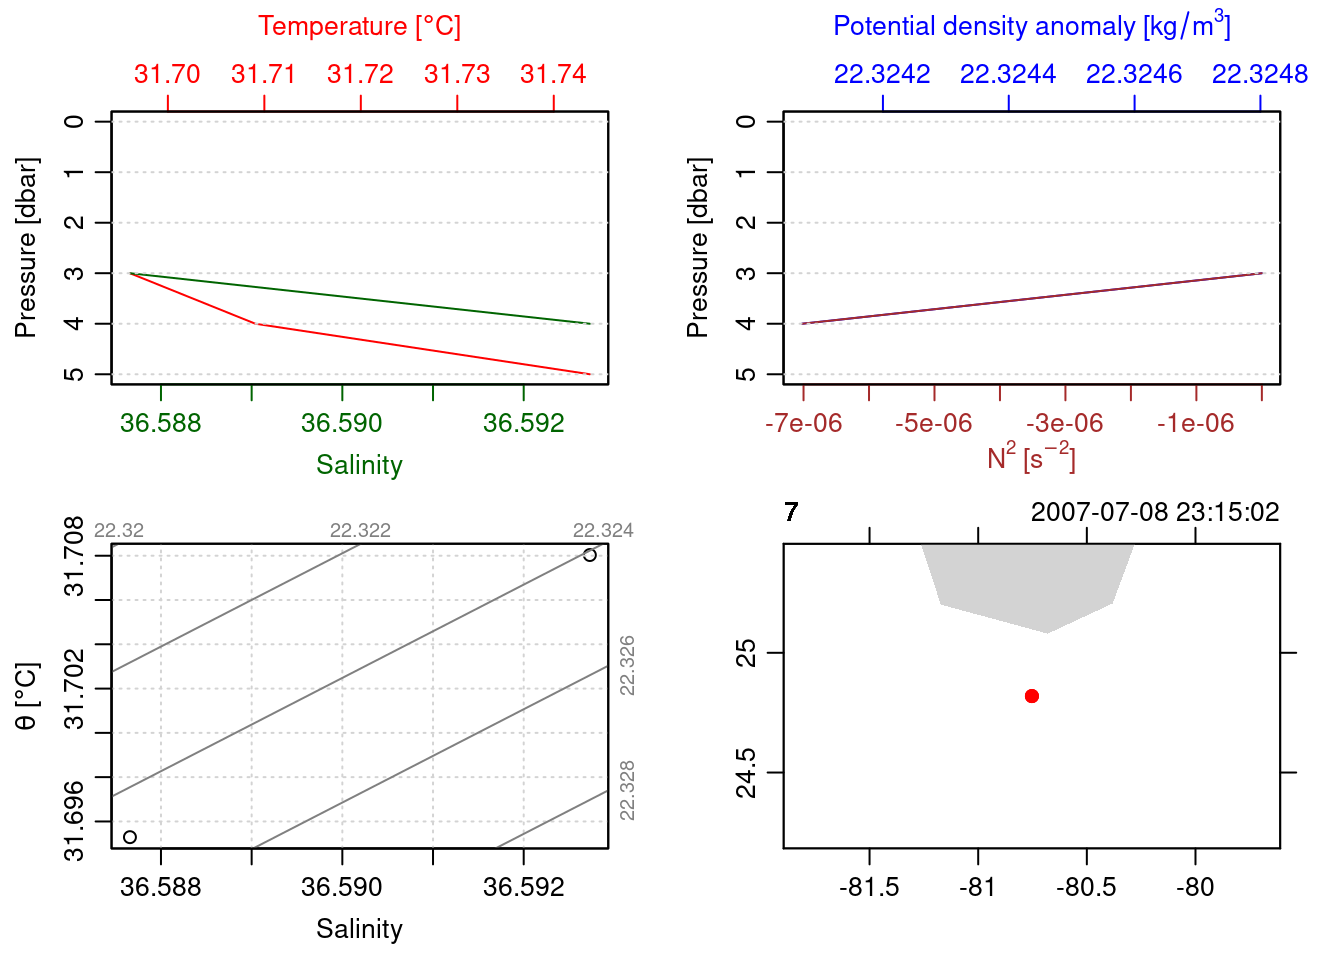 Temperature [°C]
31.70 31.71 31.72 31.73 31.74
Pressure [dbar]
0
1
2
3
4
5
36.588 36.590 36.592
Salinity
Potential density anomaly [kg/m³]
22.3242 22.3244 22.3246 22.3248
Pressure [dbar]
0
1
2
3
4
5
-7e-06 -5e-06 -3e-06 -1e-06
N² [s⁻²]
22.32 22.322 22.324
θ [°C]
31.708
31.702
31.696
22.326
22.328
36.588 36.590 36.592
Salinity
7 2007-07-08 23:15:02
25
24.5
-81.5 -81 -80.5 -80